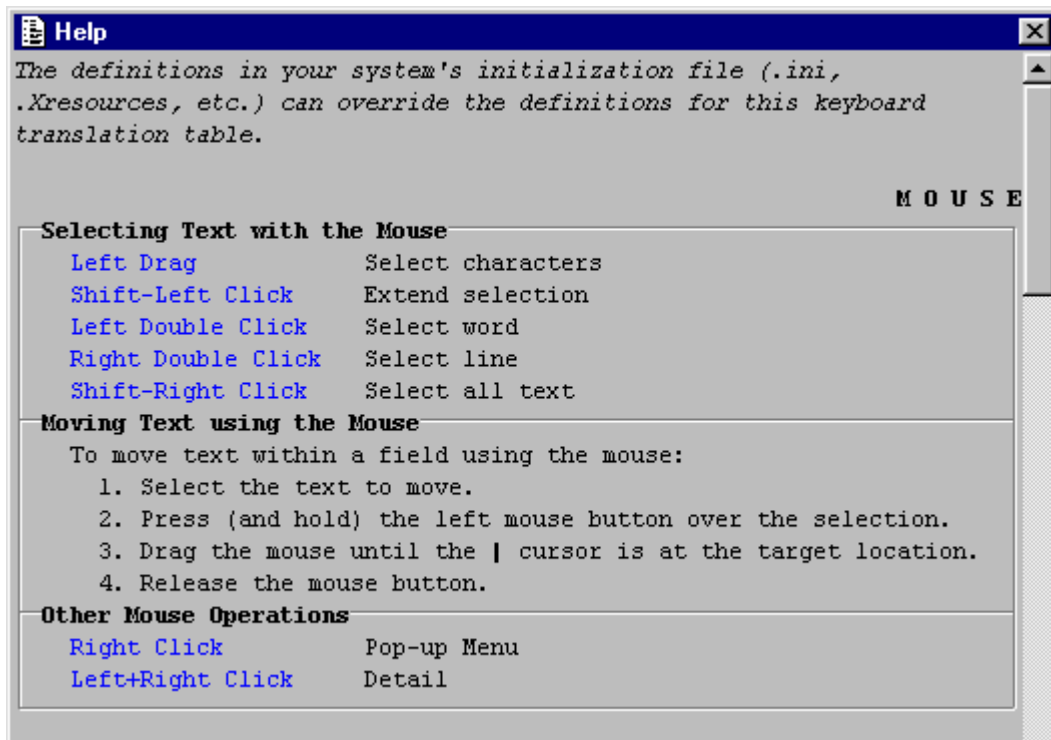 Help
The definitions in your system's initialization file (.ini,
.Xresources, etc.) can override the definitions for this keyboard
translation table.
M O U S E
Selecting Text with the Mouse
Left Drag Select characters
Shift-Left Click Extend selection
Left Double Click Select word
Right Double Click Select line
Shift-Right Click Select all text
Moving Text using the Mouse
To move text within a field using the mouse:
1. Select the text to move.
2. Press (and hold) the left mouse button over the selection.
3. Drag the mouse until the | cursor is at the target location.
4. Release the mouse button.
Other Mouse Operations
Right Click Pop-up Menu
Left+Right Click Detail